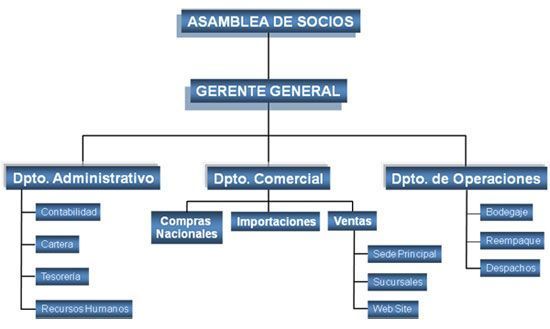 ASAMBLEA DE SOCIOS
GERENTE GENERAL
Dpto. Administrativo
Contabilidad
Cartera
Tesorería
Recursos Humanos
Dpto. Comercial
Compras
Nacionales
Importaciones
Ventas
Sede Principal
Sucursales
Web Site
Dpto. de Operaciones
Bodegaje
Reempaque
Despachos